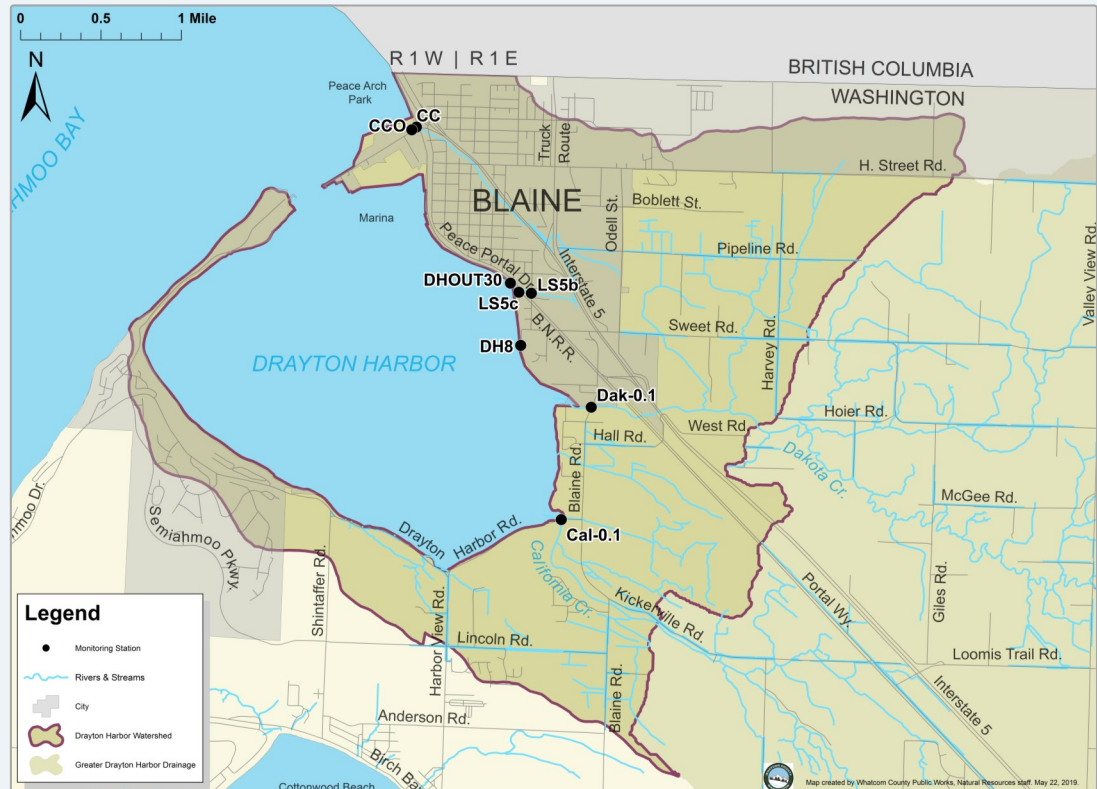 0 0.5 1 Mile
N
R 1 W | R 1 E
BRITISH COLUMBIA
WASHINGTON
Peace Arch
Park
CCO CC
Truck
Route
H. Street Rd.
HMOO BAY
BLAINE
Boblett St.
Odell St.
Marina
Pipeline Rd.
Valley View Rd.
Peace Portal Dr.
Interstate 5
DHOUT30
LS5b
LS5c
B.N.R.R.
Sweet Rd.
Harvey Rd.
DH8
DRAYTON HARBOR
Dak-0.1
Hoier Rd.
West Rd.
Hall Rd.
Dakota Cr.
Blaine Rd.
McGee Rd.
hmoo Dr.
Semiahmoo Pkwy.
Drayton Harbor Rd.
Cal-0.1
California Cr.
Shintaffer Rd.
Harbor View Rd.
Kickerville Rd.
Portal Wy.
Giles Rd.
Lincoln Rd.
Loomis Trail Rd.
Blaine Rd.
Interstate 5
Anderson Rd.
Birch Ba
Cottonwood Beach
Legend
Monitoring Station
Rivers & Streams
City
Drayton Harbor Watershed
Greater Drayton Harbor Drainage
Map created by Whatcom County Public Works, Natural Resources staff. May 22, 2019.